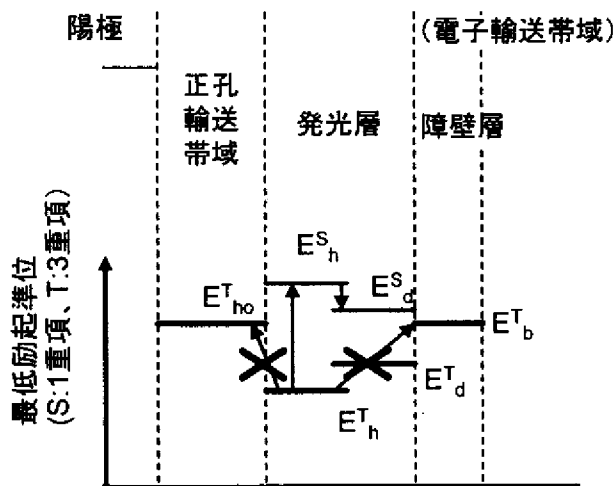 陽極
(電子輸送帯域)
正孔
輸送
帯域
発光層
障壁層
最低励起準位
(S:1重項、T:3重項)
E^S_h
E^S_d
E^T_ho
E^T_b
E^T_d
E^T_h